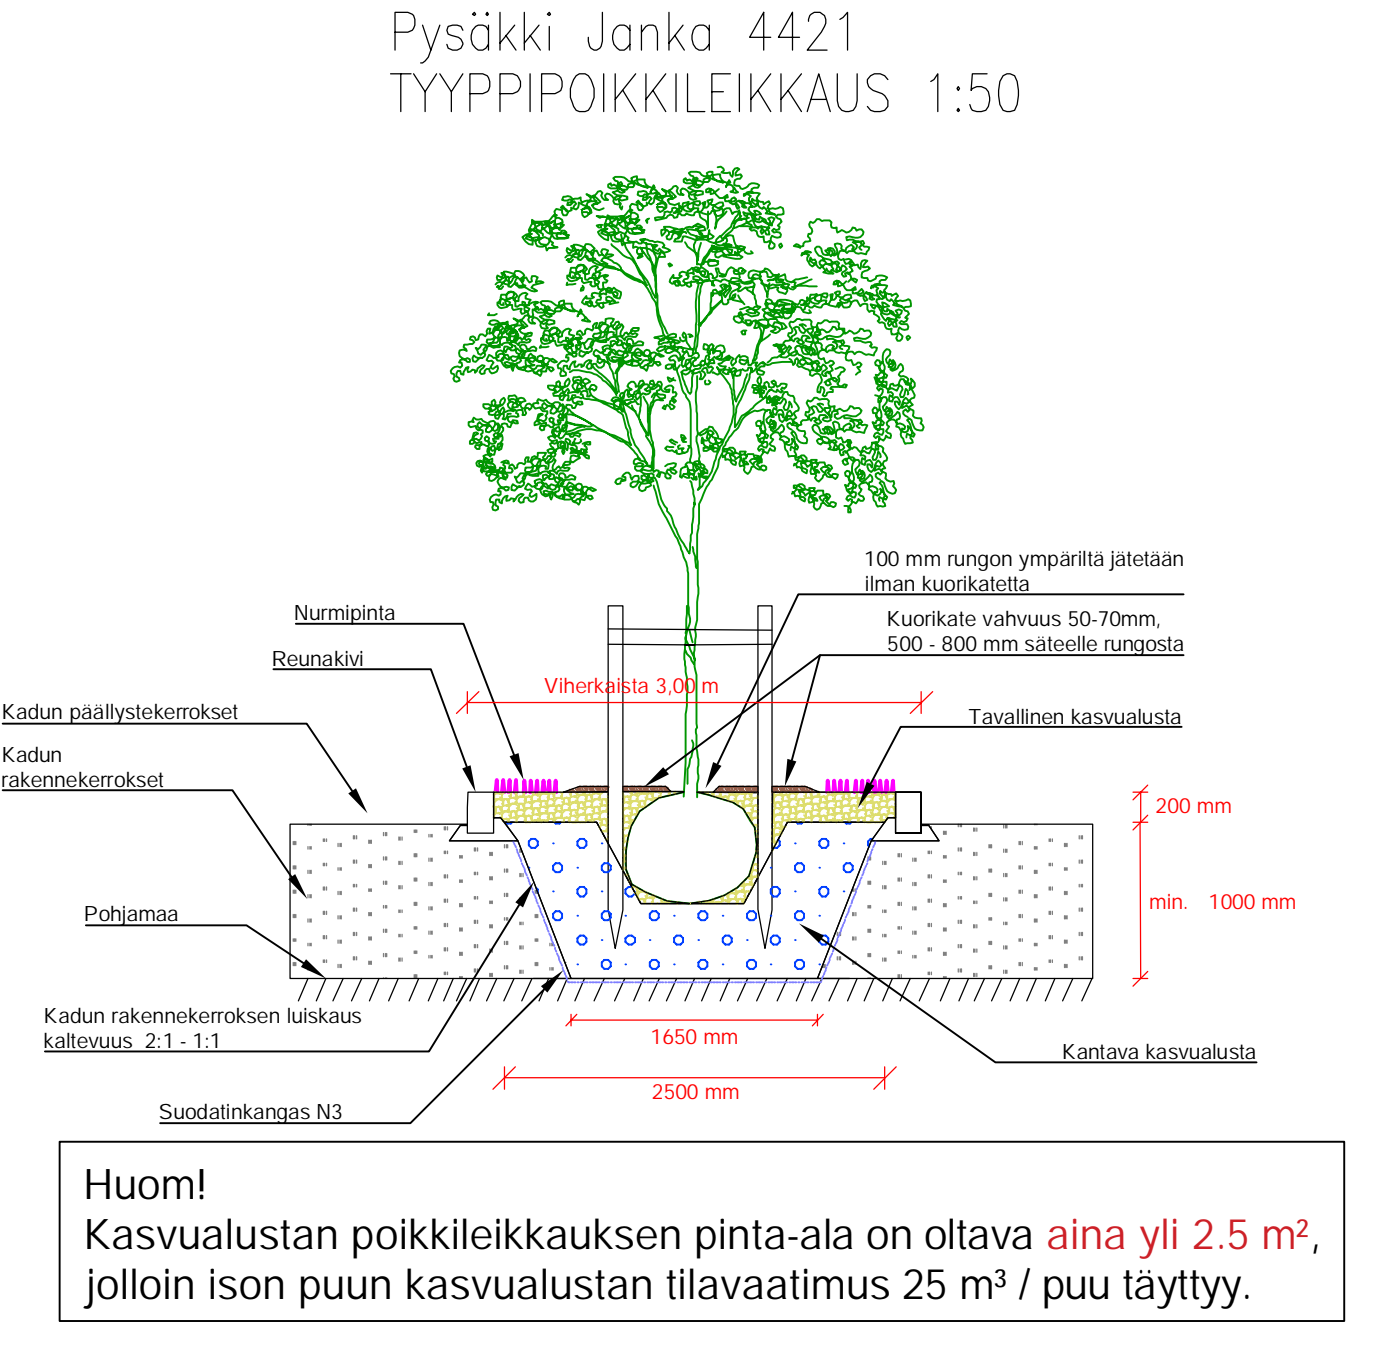 Pysäkki Janka 4421
TYYPPIPOIKKILEIKKAUS 1:50
100 mm rungon ympäriltä jätetään
ilman kuorikatetta
Nurmipinta
Kuorikate vahvuus 50-70mm,
500 - 800 mm säteelle rungosta
Reunakivi
Viherkaista 3,00 m
Kadun päällystekerrokset
Tavallinen kasvualusta
Kadun
rakennekerrokset
200 mm
min. 1000 mm
Pohjamaa
Kadun rakennekerroksen luiskaus
kaltevuus 2:1 - 1:1
1650 mm
Kantava kasvualusta
2500 mm
Suodatinkangas N3
Huom!
Kasvualustan poikkileikkauksen pinta-ala on oltava aina yli 2.5 m²,
jolloin ison puun kasvualustan tilavaatimus 25 m³ / puu täyttyy.